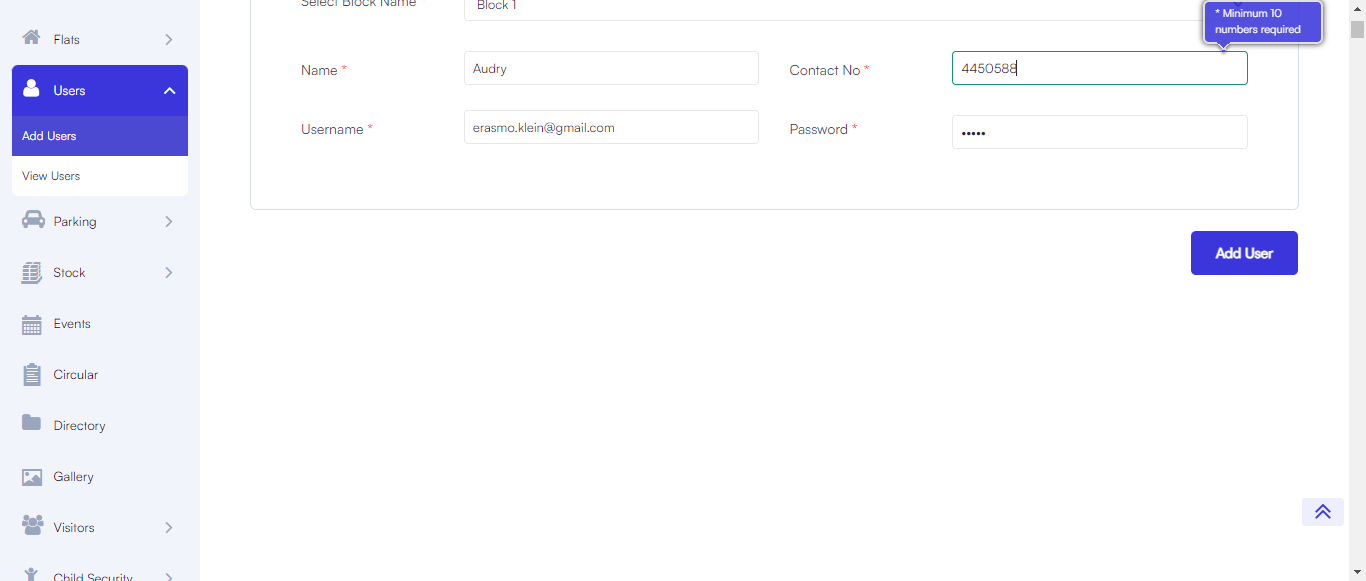 Select Block Name
Block 1
* Minimum 10
numbers required
Flats
Name *
Audry
Contact No *
4450588
Users
Add Users
Username *
erasmo.klein@gmail.com
Password *
•••••
View Users
Parking
Add User
Stock
Events
Circular
Directory
Gallery
Visitors
Child Security